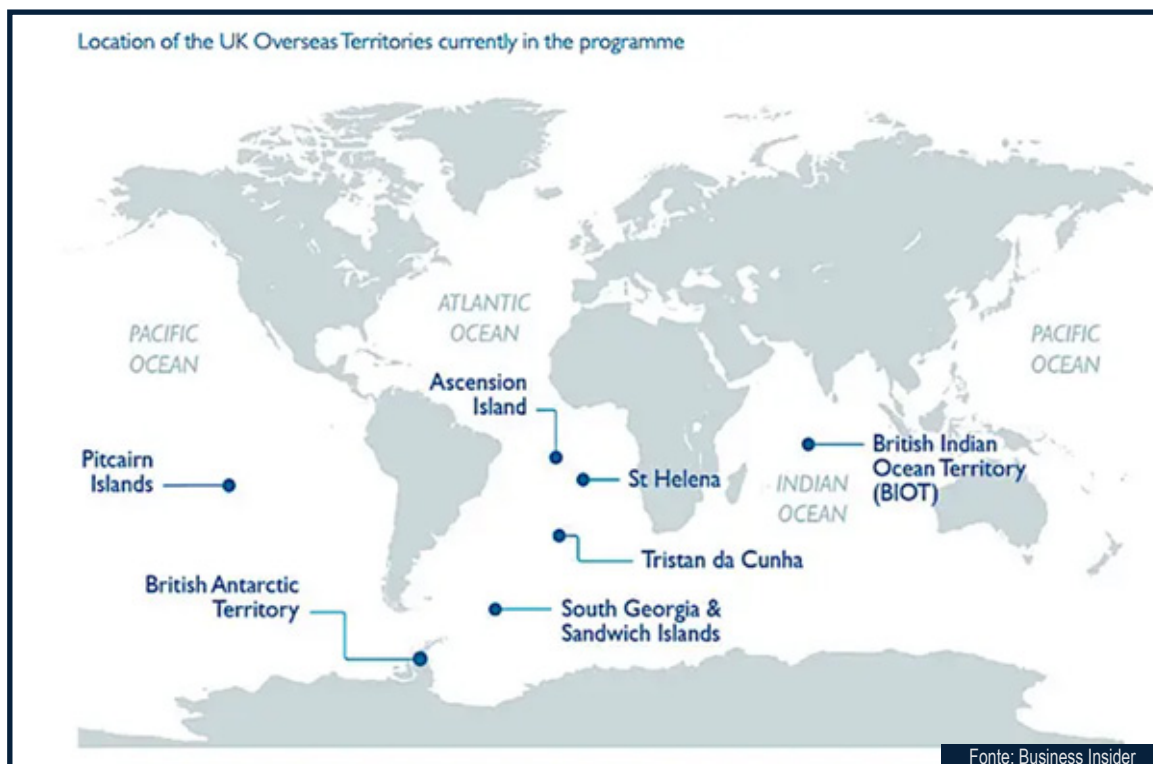 Location of the UK Overseas Territories currently in the programme
ATLANTIC
OCEAN
PACIFIC
OCEAN
PACIFIC
OCEAN
Ascension
Island
British Indian
Ocean Territory
(BIOT)
Pitcairn
Islands
St Helena
INDIAN
OCEAN
Tristan da Cunha
British Antarctic
Territory
South Georgia &
Sandwich Islands
Fonte: Business Insider